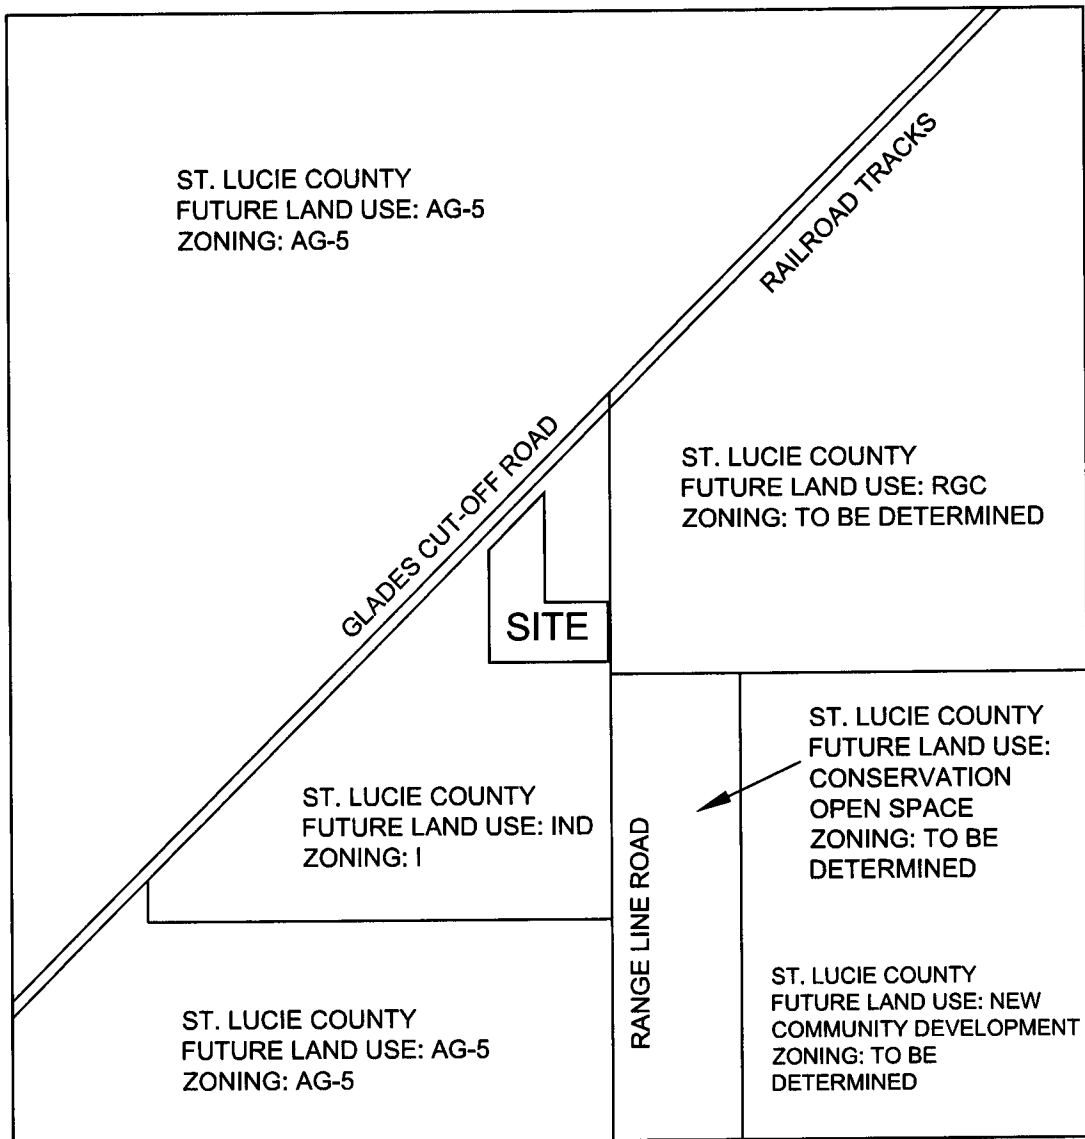 ST. LUCIE COUNTY
FUTURE LAND USE: AG-5
ZONING: AG-5
RAILROAD TRACKS
GLADES CUT-OFF ROAD
ST. LUCIE COUNTY
FUTURE LAND USE: RGC
ZONING: TO BE DETERMINED
SITE
ST. LUCIE COUNTY
FUTURE LAND USE: IND
ZONING: I
RANGE LINE ROAD
ST. LUCIE COUNTY
FUTURE LAND USE:
CONSERVATION
OPEN SPACE
ZONING: TO BE
DETERMINED
ST. LUCIE COUNTY
FUTURE LAND USE: AG-5
ZONING: AG-5
ST. LUCIE COUNTY
FUTURE LAND USE: NEW
COMMUNITY DEVELOPMENT
ZONING: TO BE
DETERMINED